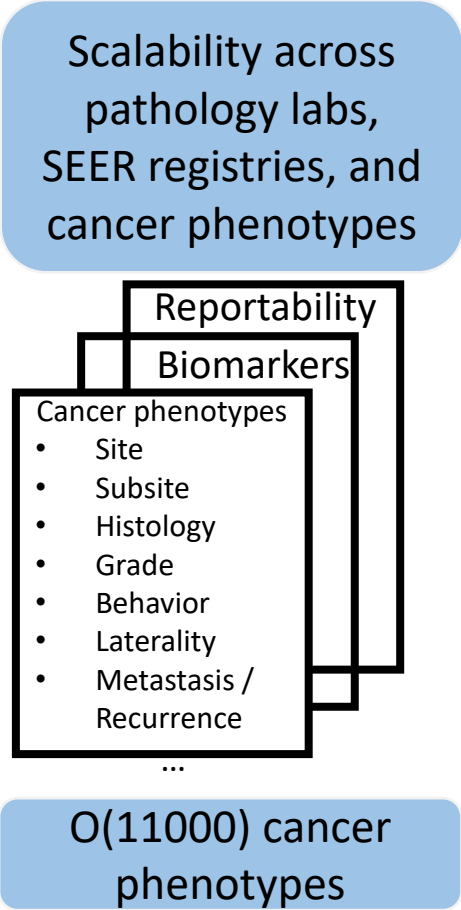 Scalability across
pathology labs,
SEER registries, and
cancer phenotypes
Reportability
Biomarkers
Cancer phenotypes
• Site
• Subsite
• Histology
• Grade
• Behavior
• Laterality
• Metastasis /
Recurrence
...
O(11000) cancer
phenotypes